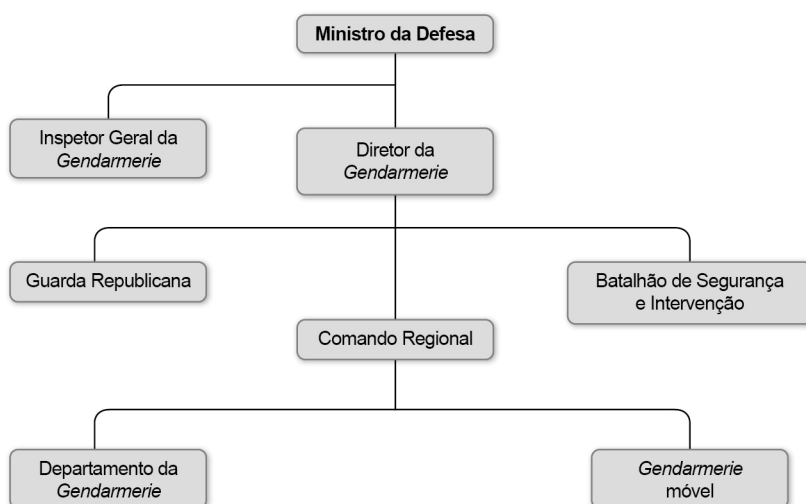 Ministro da Defesa
Inspetor Geral da
Gendarmerie
Diretor da
Gendarmerie
Guarda Republicana
Batalhão de Segurança
e Intervenção
Comando Regional
Departamento da
Gendarmerie
Gendarmerie
móvel